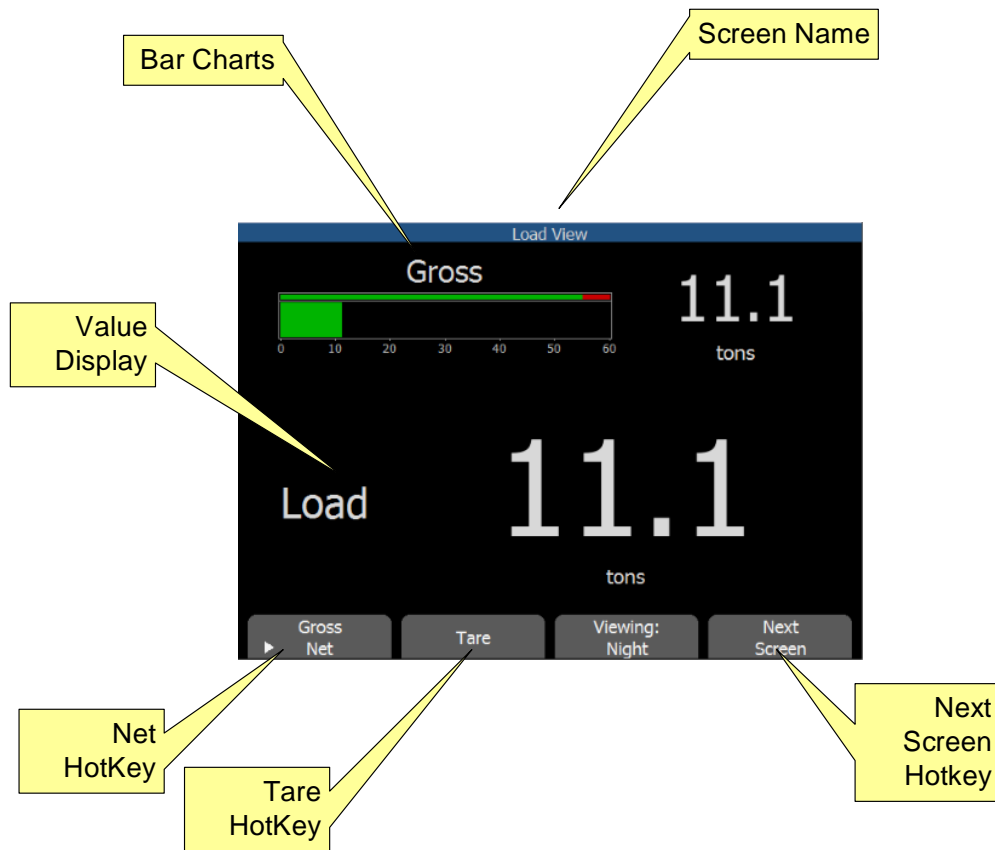 Screen Name
Bar Charts
Load View
Gross
11.1
tons
0 10 20 30 40 50 60
Value
Display
Load
11.1
tons
Gross
Net
Tare
Viewing:
Night
Next
Screen
Net
HotKey
Tare
HotKey
Next
Screen
Hotkey